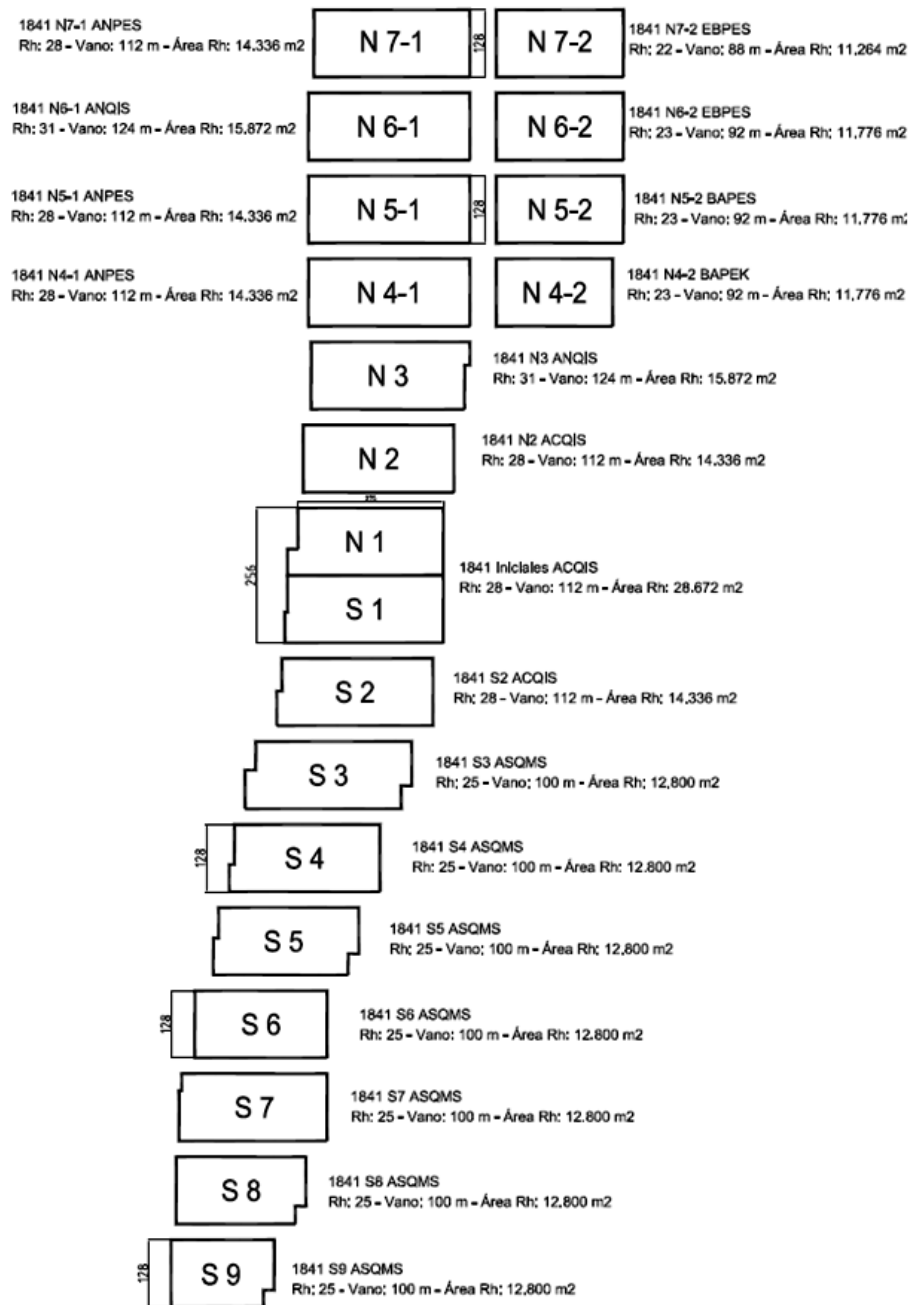 1841 N7-1 ANPES
Rh: 28 - Vano: 112 m - Área Rh: 14.336 m2
N 7-1
128
N 7-2
1841 N7-2 EBPES
Rh: 22 - Vano: 88 m - Área Rh: 11.264 m2
1841 N6-1 ANQIS
Rh: 31 - Vano: 124 m - Área Rh: 15.872 m2
N 6-1
N 6-2
1841 N6-2 EBPES
Rh: 23 - Vano: 92 m - Área Rh: 11.776 m2
1841 N5-1 ANPES
Rh: 28 - Vano: 112 m - Área Rh: 14.336 m2
N 5-1
128
N 5-2
1841 N5-2 BAPES
Rh: 23 - Vano: 92 m - Área Rh: 11.776 m2
1841 N4-1 ANPES
Rh: 28 - Vano: 112 m - Área Rh: 14.336 m2
N 4-1
N 4-2
1841 N4-2 BAPEK
Rh: 23 - Vano: 92 m - Área Rh: 11.776 m2
N 3
1841 N3 ANQIS
Rh: 31 - Vano: 124 m - Área Rh: 15.872 m2
N 2
1841 N2 ACQIS
Rh: 28 - Vano: 112 m - Área Rh: 14.336 m2
256
N 1
S 1
1841 Iniciales ACQIS
Rh: 28 - Vano: 112 m - Área Rh: 28.672 m2
S 2
1841 S2 ACQIS
Rh: 28 - Vano: 112 m - Área Rh: 14.336 m2
S 3
1841 S3 ASQMS
Rh: 25 - Vano: 100 m - Área Rh: 12.800 m2
128
S 4
1841 S4 ASQMS
Rh: 25 - Vano: 100 m - Área Rh: 12.800 m2
S 5
1841 S5 ASQMS
Rh: 25 - Vano: 100 m - Área Rh: 12.800 m2
128
S 6
1841 S6 ASQMS
Rh: 25 - Vano: 100 m - Área Rh: 12.800 m2
S 7
1841 S7 ASQMS
Rh: 25 - Vano: 100 m - Área Rh: 12.800 m2
S 8
1841 S8 ASQMS
Rh: 25 - Vano: 100 m - Área Rh: 12.800 m2
128
S 9
1841 S9 ASQMS
Rh: 25 - Vano: 100 m - Área Rh: 12.800 m2